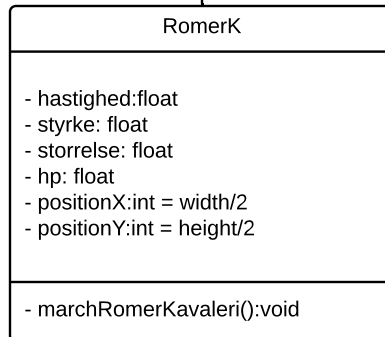 RomerK
- hastighed:float
- styrke: float
- storrelse: float
- hp: float
- positionX:int = width/2
- positionY:int = height/2
- marchRomerKavaleri():void